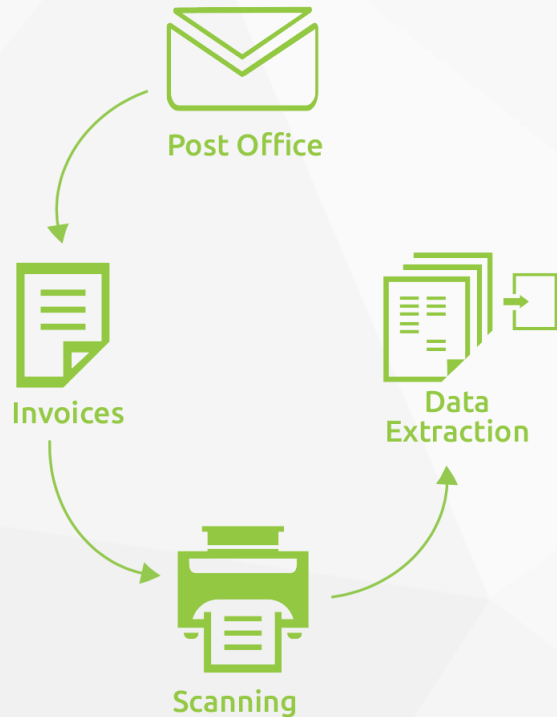 Post Office
Invoices
Scanning
Data
Extraction